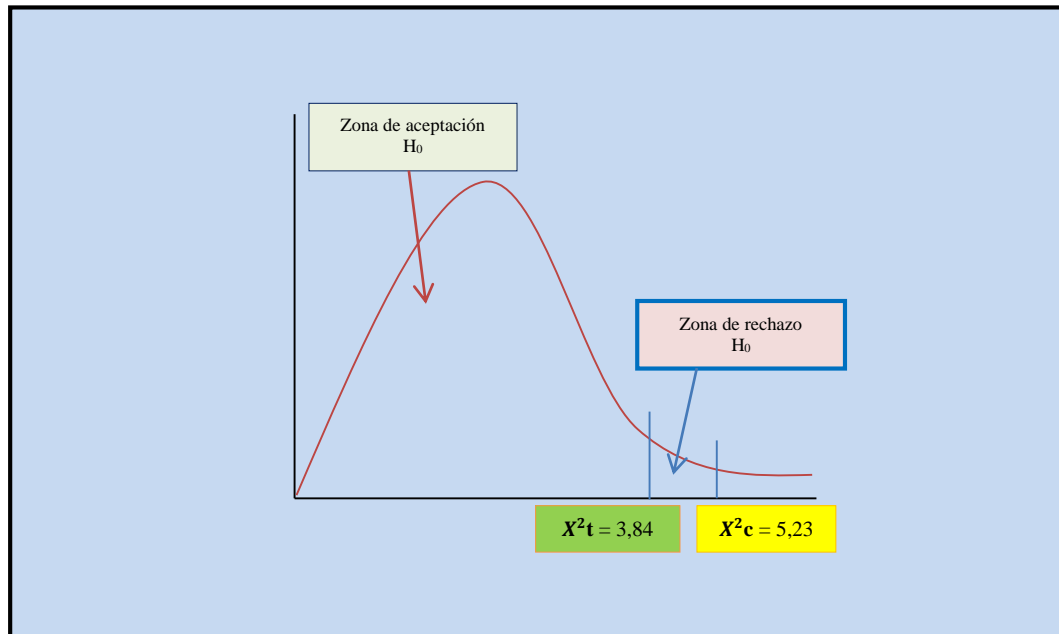 Zona de aceptación
H₀
Zona de rechazo
H₀
X²t = 3,84
X²c = 5,23